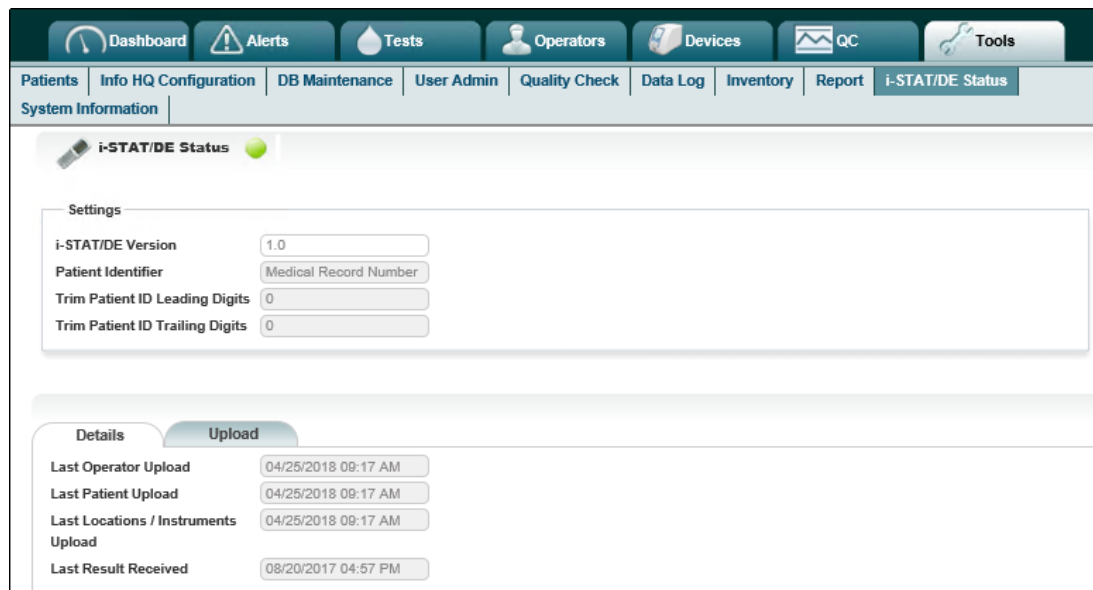 Dashboard Alerts Tests Operators Devices QC Tools
Patients Info HQ Configuration DB Maintenance User Admin Quality Check Data Log Inventory Report i-STAT/DE Status
System Information
i-STAT/DE Status
Settings
i-STAT/DE Version 1.0
Patient Identifier Medical Record Number
Trim Patient ID Leading Digits 0
Trim Patient ID Trailing Digits 0
Details Upload
Last Operator Upload 04/25/2018 09:17 AM
Last Patient Upload 04/25/2018 09:17 AM
Last Locations / Instruments 04/25/2018 09:17 AM
Upload
Last Result Received 08/20/2017 04:57 PM